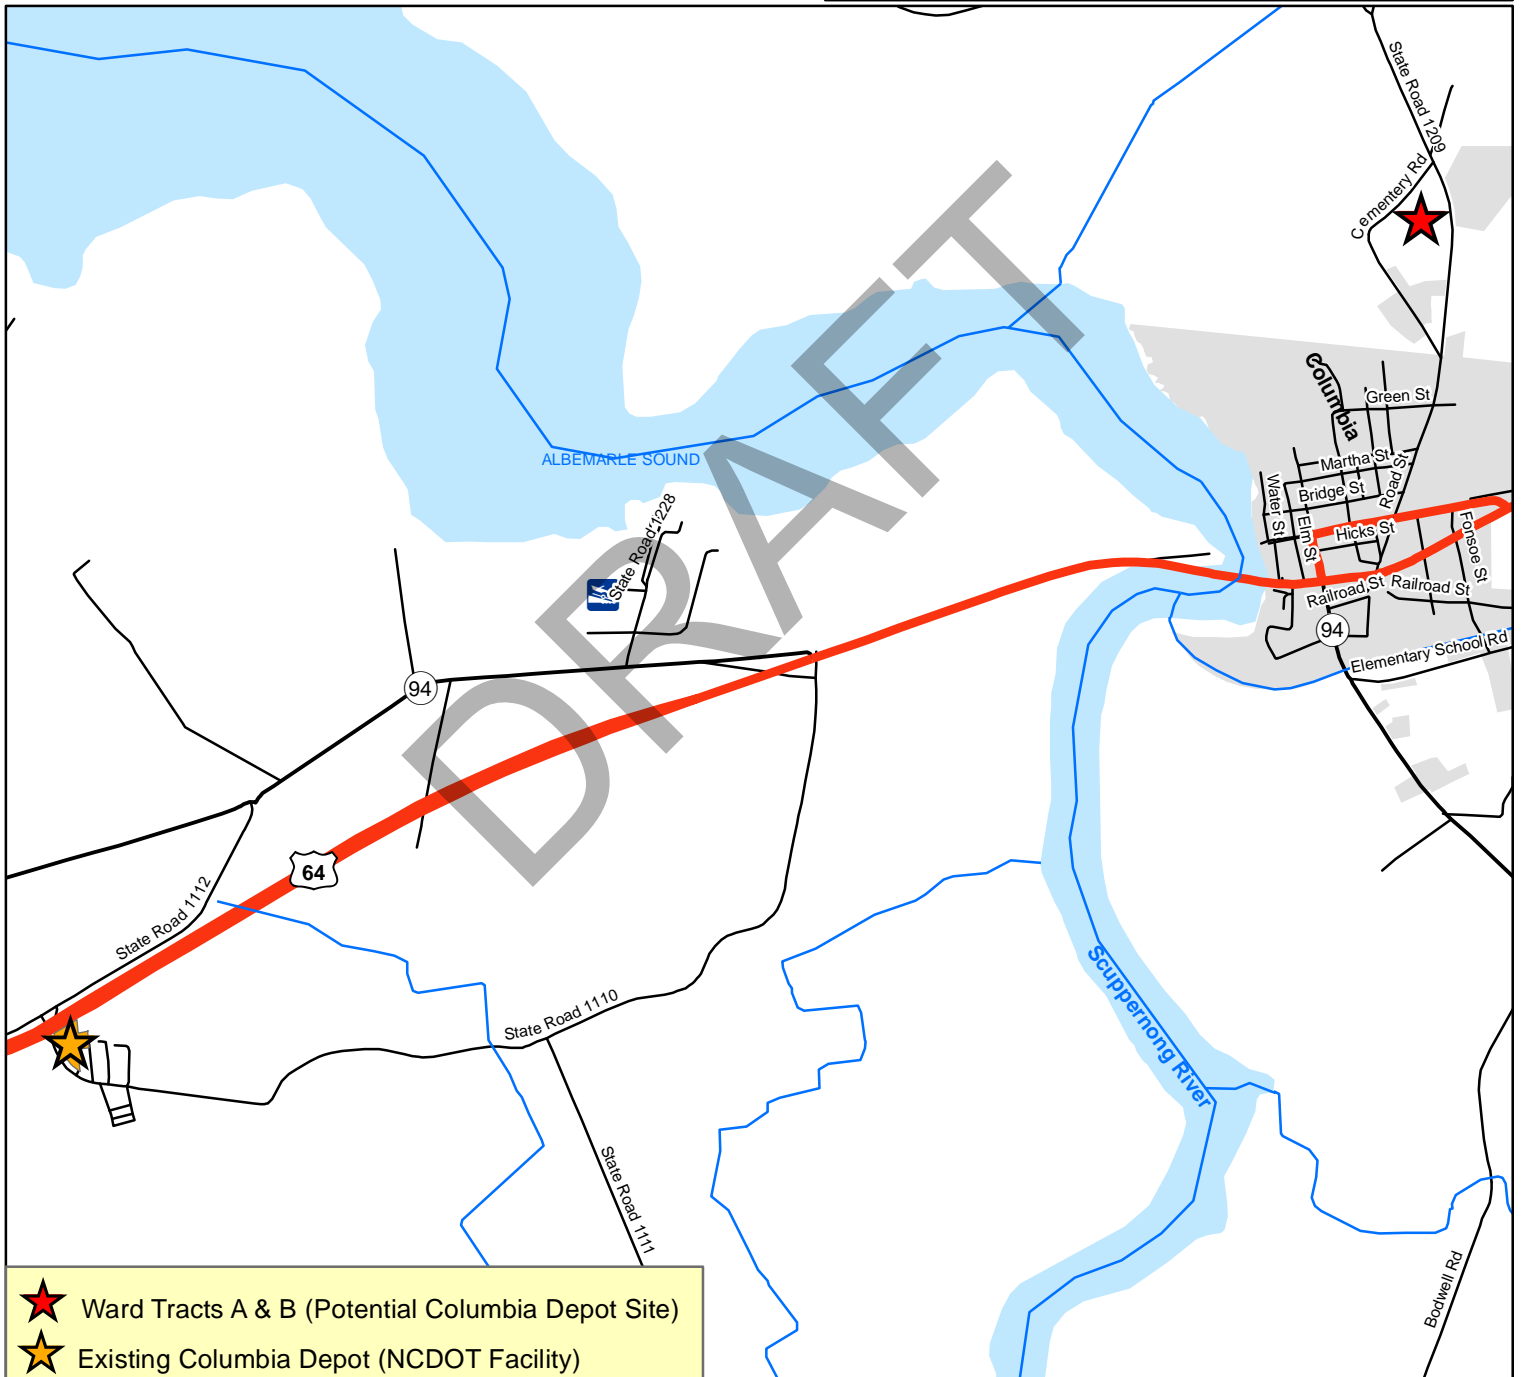 State Road 1209
Cementery Rd
Columbia
Green St
Martha St
Bridge St
Road St
Water St
Elm St
Hicks St
Fonsoe St
Railroad St
Railroad St
94
Elementary School Rd
ALBEMARLE SOUND
State Road 1228
DRAFT
94
64
State Road 1112
State Road 1110
Scuppernong River
State Road 1111
Bodwell Rd
Ward Tracts A & B (Potential Columbia Depot Site)
Existing Columbia Depot (NCDOT Facility)